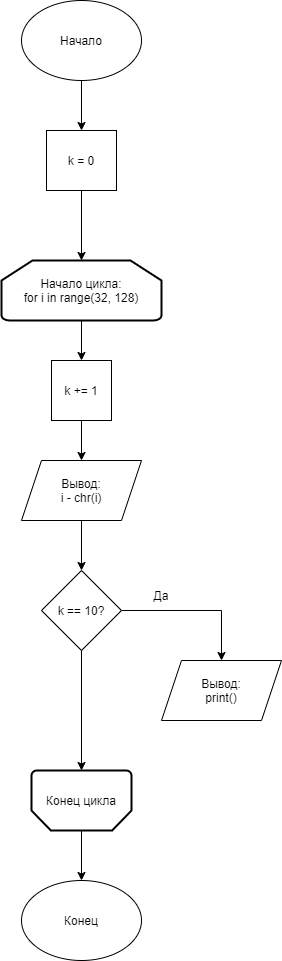 Начало
k = 0
Начало цикла:
for i in range(32, 128)
k += 1
Вывод:
i - chr(i)
k == 10?
Да
Вывод:
print()
Конец цикла
Конец